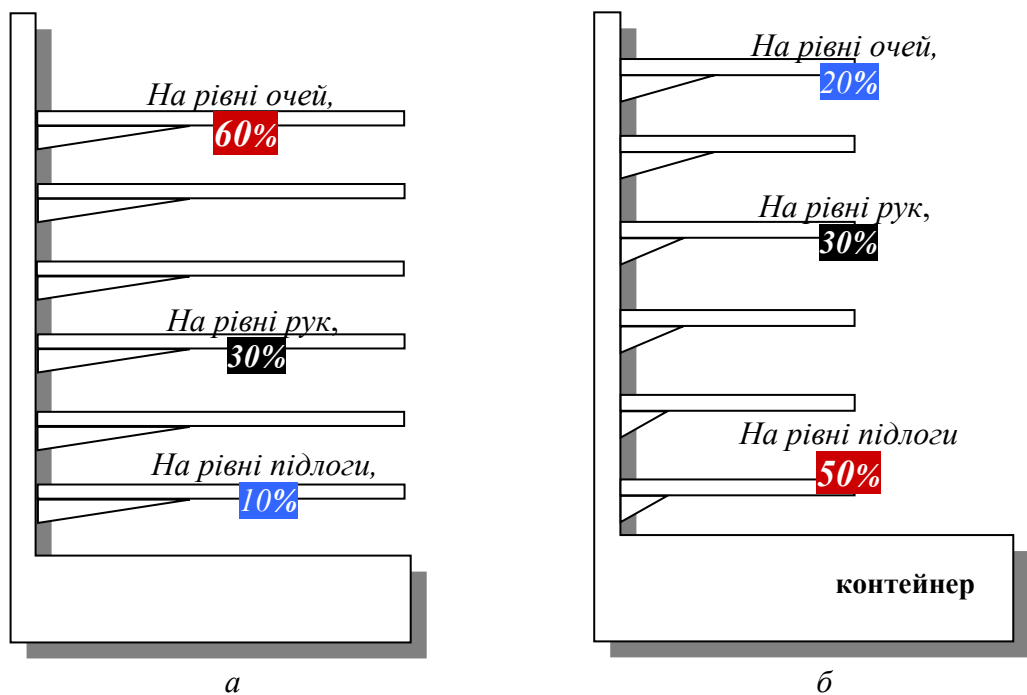 На рівні очей,
60%
На рівні рук,
30%
На рівні підлоги,
10%
а
На рівні очей,
20%
На рівні рук,
30%
На рівні підлоги
50%
контейнер
б